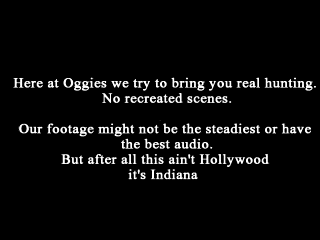 Here at Oggies we try to bring you real hunting.
No recreated scenes.
Our footage might not be the steadiest or have
the best audio.
But after all this ain't Hollywood
it's Indiana